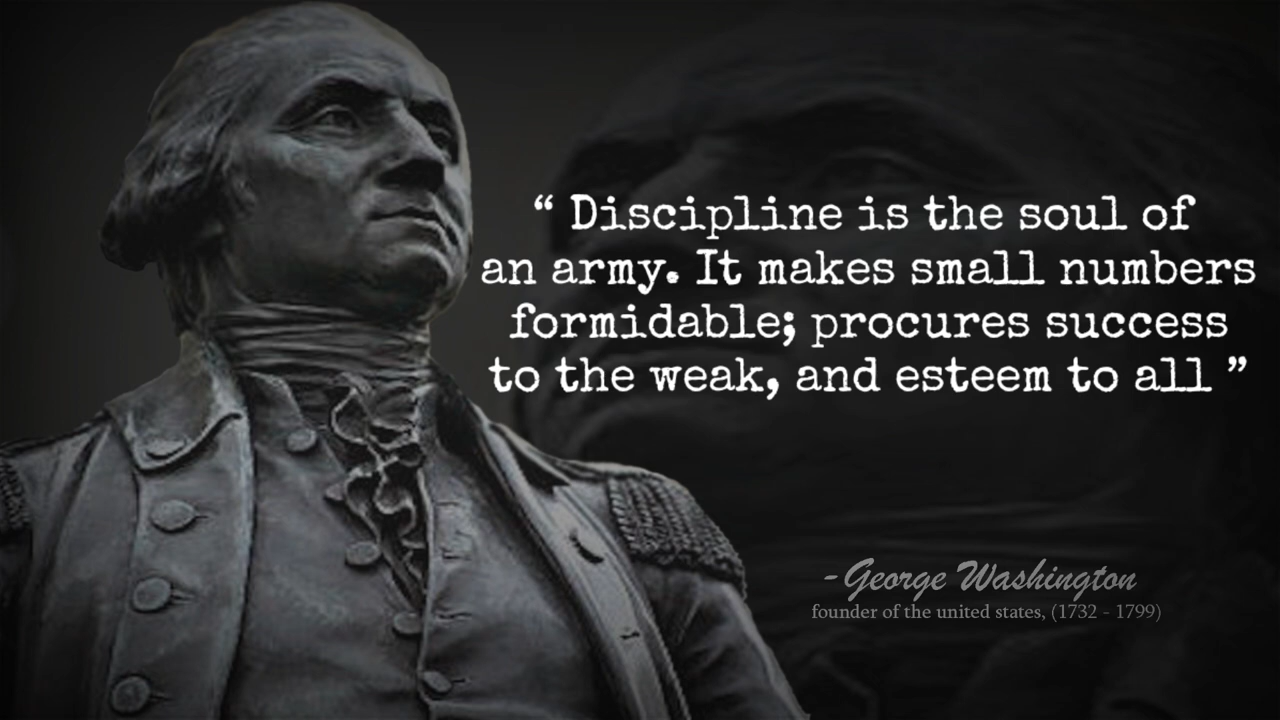 “ Discipline is the soul of
an army. It makes small numbers
formidable; procures success
to the weak, and esteem to all ”
-George Washington
founder of the united states, (1732 - 1799)